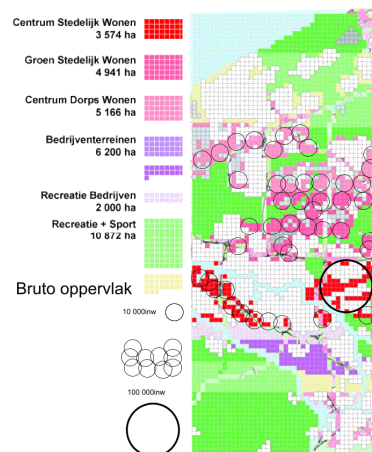 Centrum Stedelijk Wonen
3 574 ha
Groen Stedelijk Wonen
4 941 ha
Centrum Dorps Wonen
5 166 ha
Bedrijventerreinen
6 200 ha
Recreatie Bedrijven
2 000 ha
Recreatie + Sport
10 872 ha
Bruto oppervlak
10 000inw
100 000inw